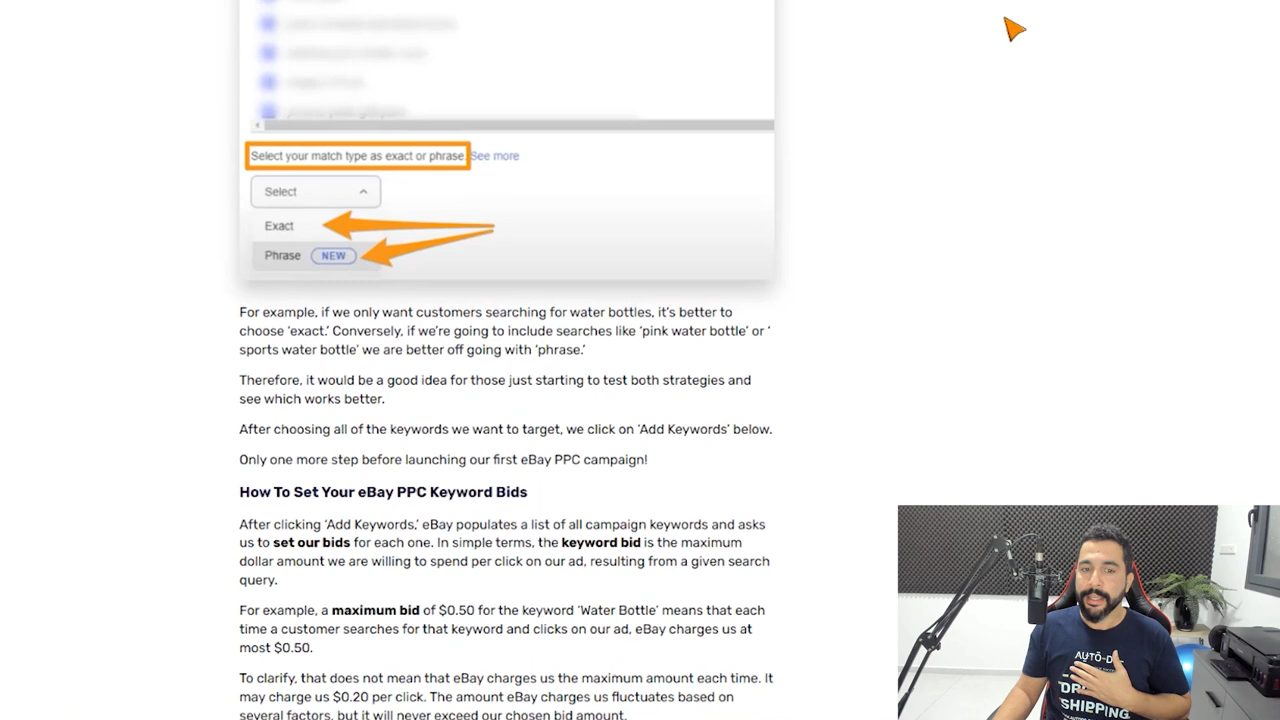 Select your match type as exact or phrase. See more
Select
Exact
Phrase NEW
For example, if we only want customers searching for water bottles, it's better to
choose 'exact.' Conversely, if we're going to include searches like 'pink water bottle' or '
sports water bottle' we are better off going with 'phrase.'
Therefore, it would be a good idea for those just starting to test both strategies and
see which works better.
After choosing all of the keywords we want to target, we click on 'Add Keywords' below.
Only one more step before launching our first eBay PPC campaign!
How To Set Your eBay PPC Keyword Bids
After clicking 'Add Keywords,' eBay populates a list of all campaign keywords and asks
us to set our bids for each one. In simple terms, the keyword bid is the maximum
dollar amount we are willing to spend per click on our ad, resulting from a given search
query.
For example, a maximum bid of $0.50 for the keyword 'Water Bottle' means that each
time a customer searches for that keyword and clicks on our ad, eBay charges us at
most $0.50.
To clarify, that does not mean that eBay charges us the maximum amount each time. It
may charge us $0.20 per click. The amount eBay charges us fluctuates based on
several factors, but it will never exceed our chosen bid amount.